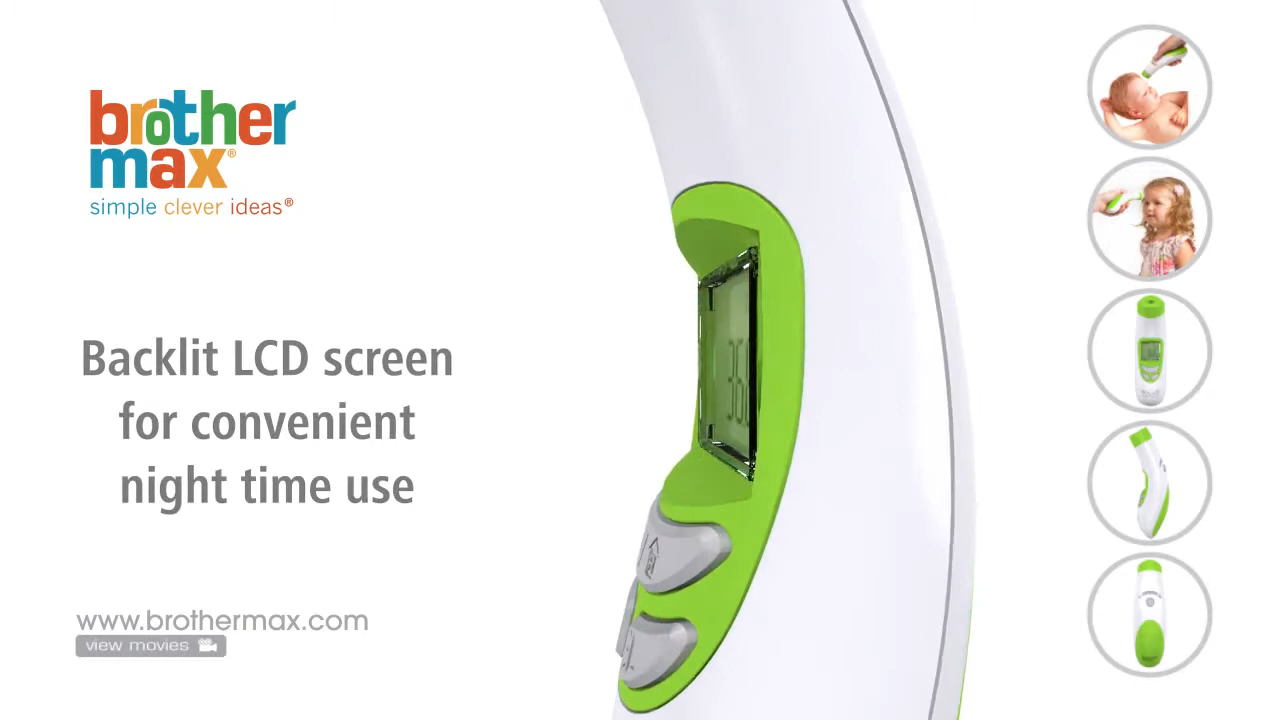 brother
max®
simple clever ideas®
Backlit LCD screen
for convenient
night time use
www.brothermax.com
view movies